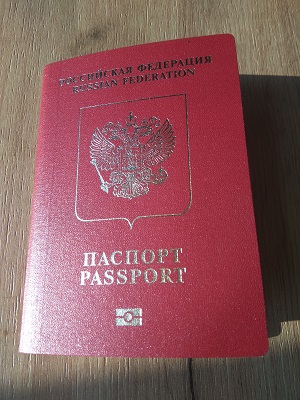 РОССИЙСКАЯ ФЕДЕРАЦИЯ
RUSSIAN FEDERATION
ПАСПОРТ
PASSPORT